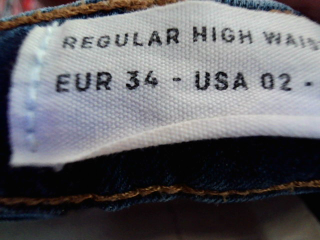 REGULAR HIGH WAIS
EUR 34 - USA 02 -